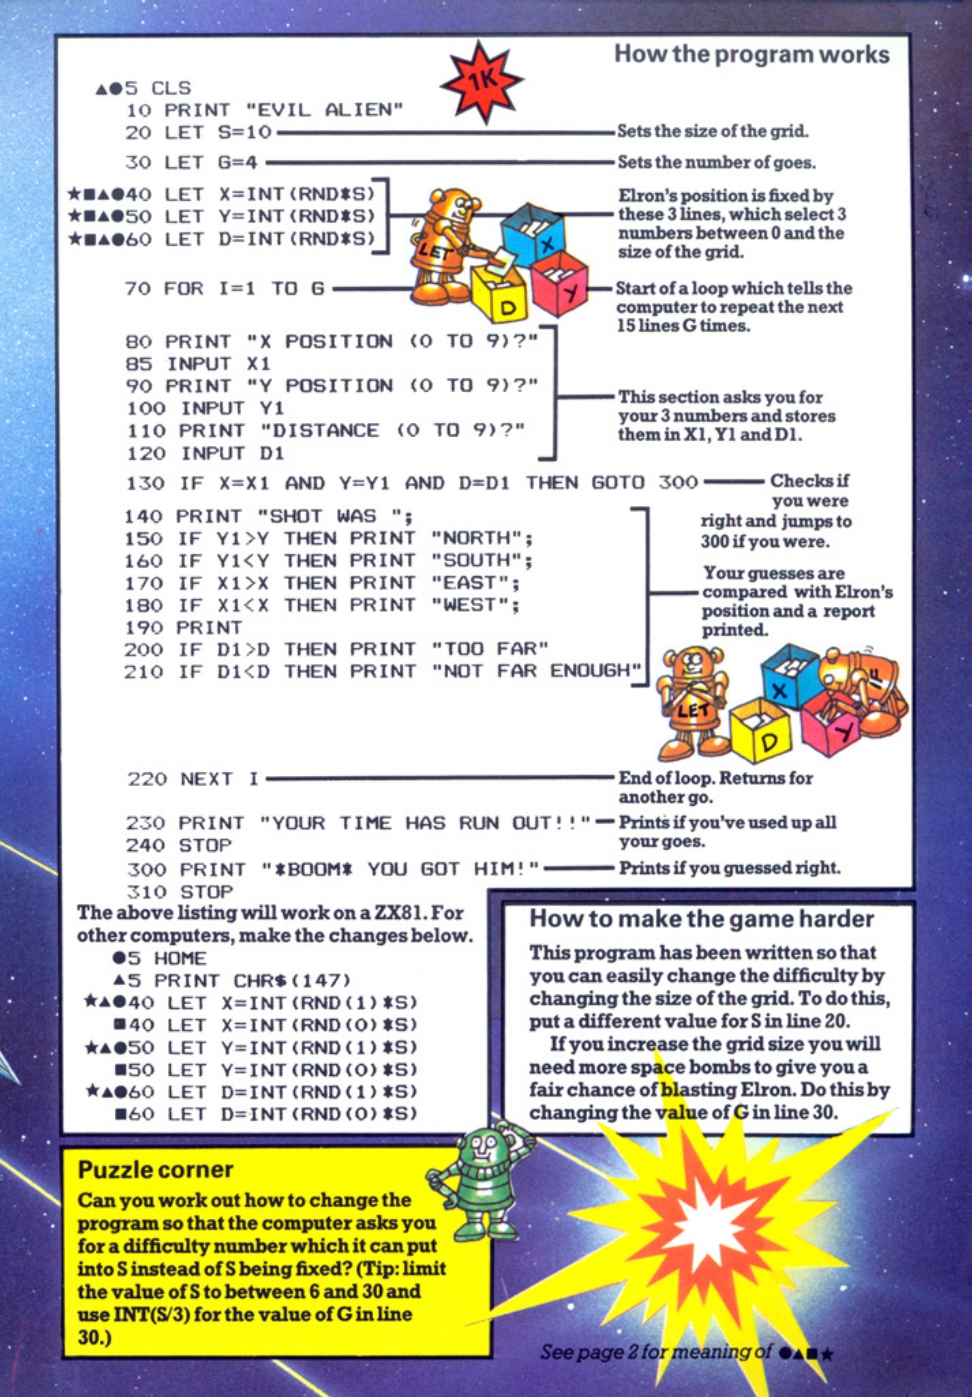 How the program works
1K
▲●5 CLS
10 PRINT "EVIL ALIEN"
20 LET S=10
Sets the size of the grid.
30 LET G=4
Sets the number of goes.
★■▲●40 LET X=INT(RND*S)
★■▲●50 LET Y=INT(RND*S)
★■▲●60 LET D=INT(RND*S)
Elron's position is fixed by
these 3 lines, which select 3
numbers between 0 and the
size of the grid.
LET
X
D
Y
70 FOR I=1 TO G
Start of a loop which tells the
computer to repeat the next
15 lines G times.
80 PRINT "X POSITION (0 TO 9)?"
85 INPUT X1
90 PRINT "Y POSITION (0 TO 9)?"
100 INPUT Y1
110 PRINT "DISTANCE (0 TO 9)?"
120 INPUT D1
This section asks you for
your 3 numbers and stores
them in X1, Y1 and D1.
130 IF X=X1 AND Y=Y1 AND D=D1 THEN GOTO 300
Checks if
you were
right and jumps to
300 if you were.
140 PRINT "SHOT WAS ";
150 IF Y1>Y THEN PRINT "NORTH";
160 IF Y1<Y THEN PRINT "SOUTH";
170 IF X1>X THEN PRINT "EAST";
180 IF X1<X THEN PRINT "WEST";
190 PRINT
200 IF D1>D THEN PRINT "TOO FAR"
210 IF D1<D THEN PRINT "NOT FAR ENOUGH"
Your guesses are
compared with Elron's
position and a report
printed.
LET
X
D
Y
IF
220 NEXT I
End of loop. Returns for
another go.
230 PRINT "YOUR TIME HAS RUN OUT!!"
Prints if you've used up all
your goes.
240 STOP
300 PRINT "*BOOM* YOU GOT HIM!"
Prints if you guessed right.
310 STOP
The above listing will work on a ZX81. For
other computers, make the changes below.
●5 HOME
▲5 PRINT CHR$(147)
★▲●40 LET X=INT(RND(1)*S)
■40 LET X=INT(RND(0)*S)
★▲●50 LET Y=INT(RND(1)*S)
■50 LET Y=INT(RND(0)*S)
★▲●60 LET D=INT(RND(1)*S)
■60 LET D=INT(RND(0)*S)
How to make the game harder
This program has been written so that
you can easily change the difficulty by
changing the size of the grid. To do this,
put a different value for S in line 20.
If you increase the grid size you will
need more space bombs to give you a
fair chance of blasting Elron. Do this by
changing the value of G in line 30.
Puzzle corner
Can you work out how to change the
program so that the computer asks you
for a difficulty number which it can put
into S instead of S being fixed? (Tip: limit
the value of S to between 6 and 30 and
use INT(S/3) for the value of G in line
30.)
See page 2 for meaning of ●▲■★